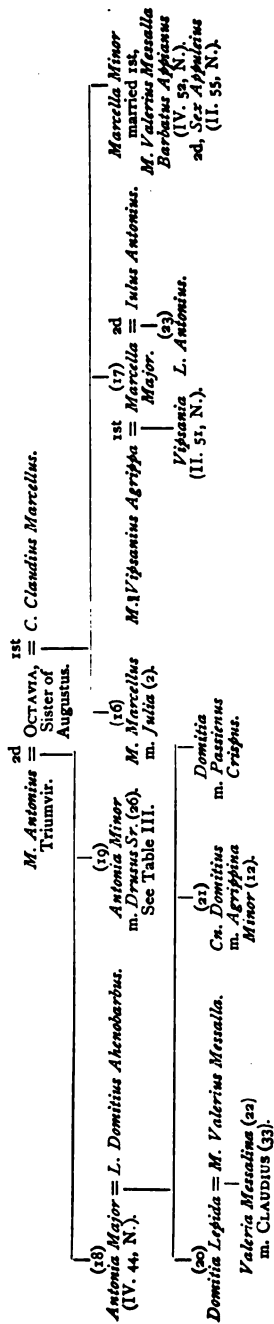 2d 1st
M. Antonius = OCTAVIA, = C. Claudius Marcellus.
Triumvir. Sister of
Augustus.
(18)
Antonia Major = L. Domitius Ahenobarbus.
(IV. 44, N.).
(19)
Antonia Minor
m. Drusus Sr. (26).
See Table III.
(16)
M. Marcellus
m. Julia (2).
(17)
1st 2d
M. Vipsanius Agrippa = Marcella = Iulus Antonius.
Major.
(23)
Vipsania L. Antonius.
(II. 51, N.).
Marcella Minor
married 1st,
M. Valerius Messalla
Barbatus Appianus
(IV. 52, N.).
2d, Sex Appuleius
(II. 55, N.).
(20)
Domitia Lepida = M. Valerius Messalla.
Valeria Messalina (22)
m. CLAUDIUS (33).
(21)
Cn. Domitius
m. Agrippina
Minor (12).
Domitia
m. Passienus
Crispus.